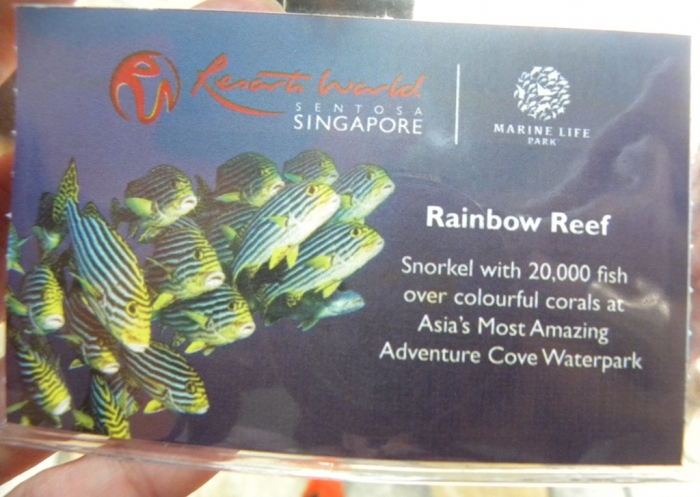 Resorts World
SENTOSA
SINGAPORE
MARINE LIFE
PARK
Rainbow Reef
Snorkel with 20,000 fish
over colourful corals at
Asia's Most Amazing
Adventure Cove Waterpark